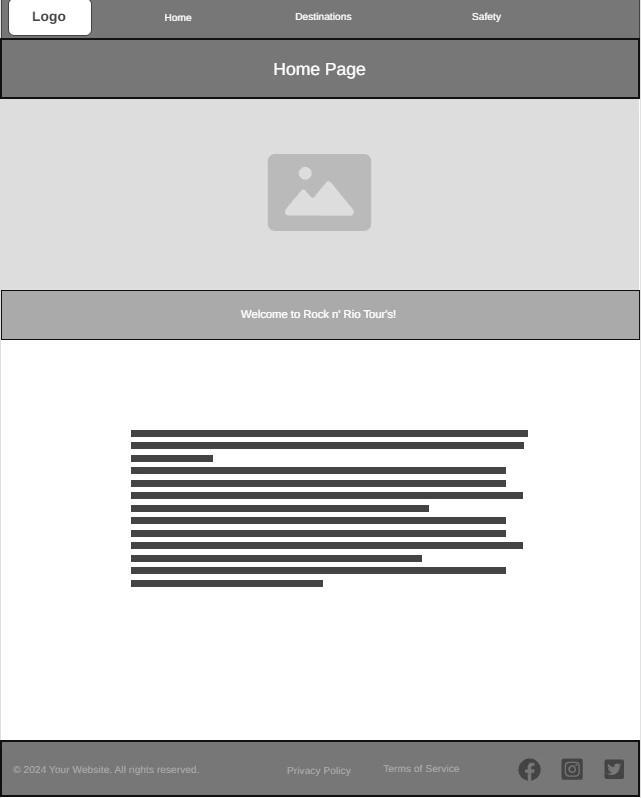 Logo
Home
Destinations
Safety
Home Page
Welcome to Rock n' Rio Tour's!
© 2024 Your Website. All rights reserved.
Privacy Policy
Terms of Service